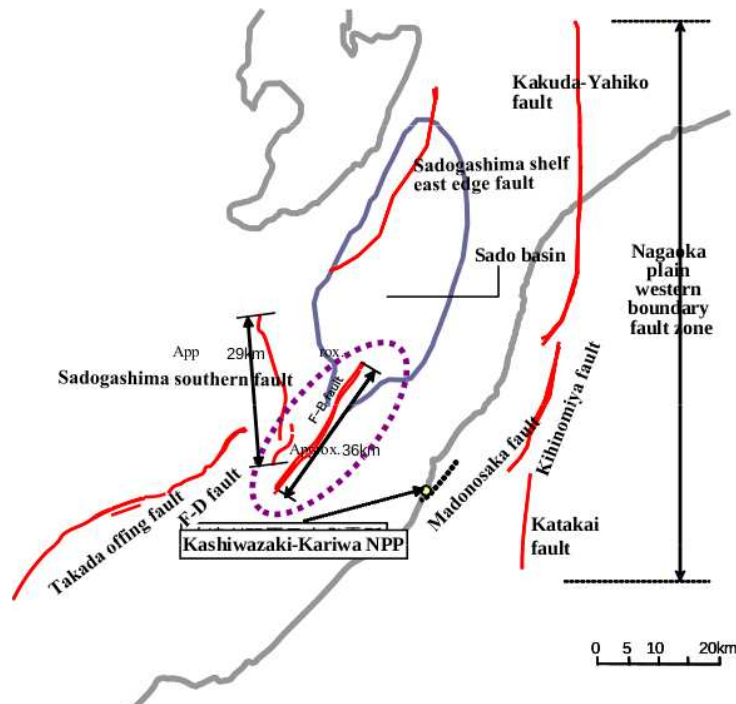 Kakuda-Yahiko
fault
Sadogashima shelf
east edge fault
Sado basin
Nagaoka
plain
western
boundary
fault zone
App 29km rox.
Sadogashima southern fault
F-B fault
Approx. 36km
Kihinomiya fault
Madonosaka fault
F-D fault
Takada offing fault
Katakai
fault
Kashiwazaki-Kariwa NPP
0 5 10 20km